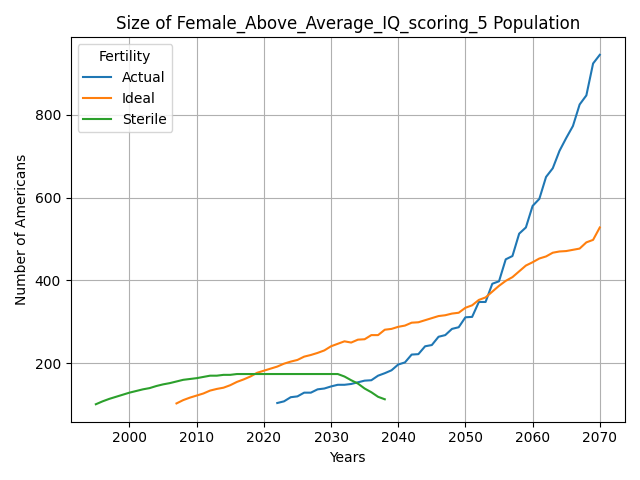 Size of Female_Above_Average_IQ_scoring_5 Population
Fertility
Actual
Ideal
Sterile
Number of Americans
800
600
400
200
2000 2010 2020 2030 2040 2050 2060 2070
Years